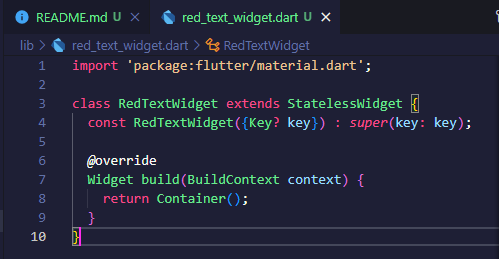 README.md U red_text_widget.dart U
lib > red_text_widget.dart > RedTextWidget
1 import 'package:flutter/material.dart';
2
3 class RedTextWidget extends StatelessWidget {
4 const RedTextWidget({Key? key}) : super(key: key);
5
6 @override
7 Widget build(BuildContext context) {
8 return Container();
9 }
10 }